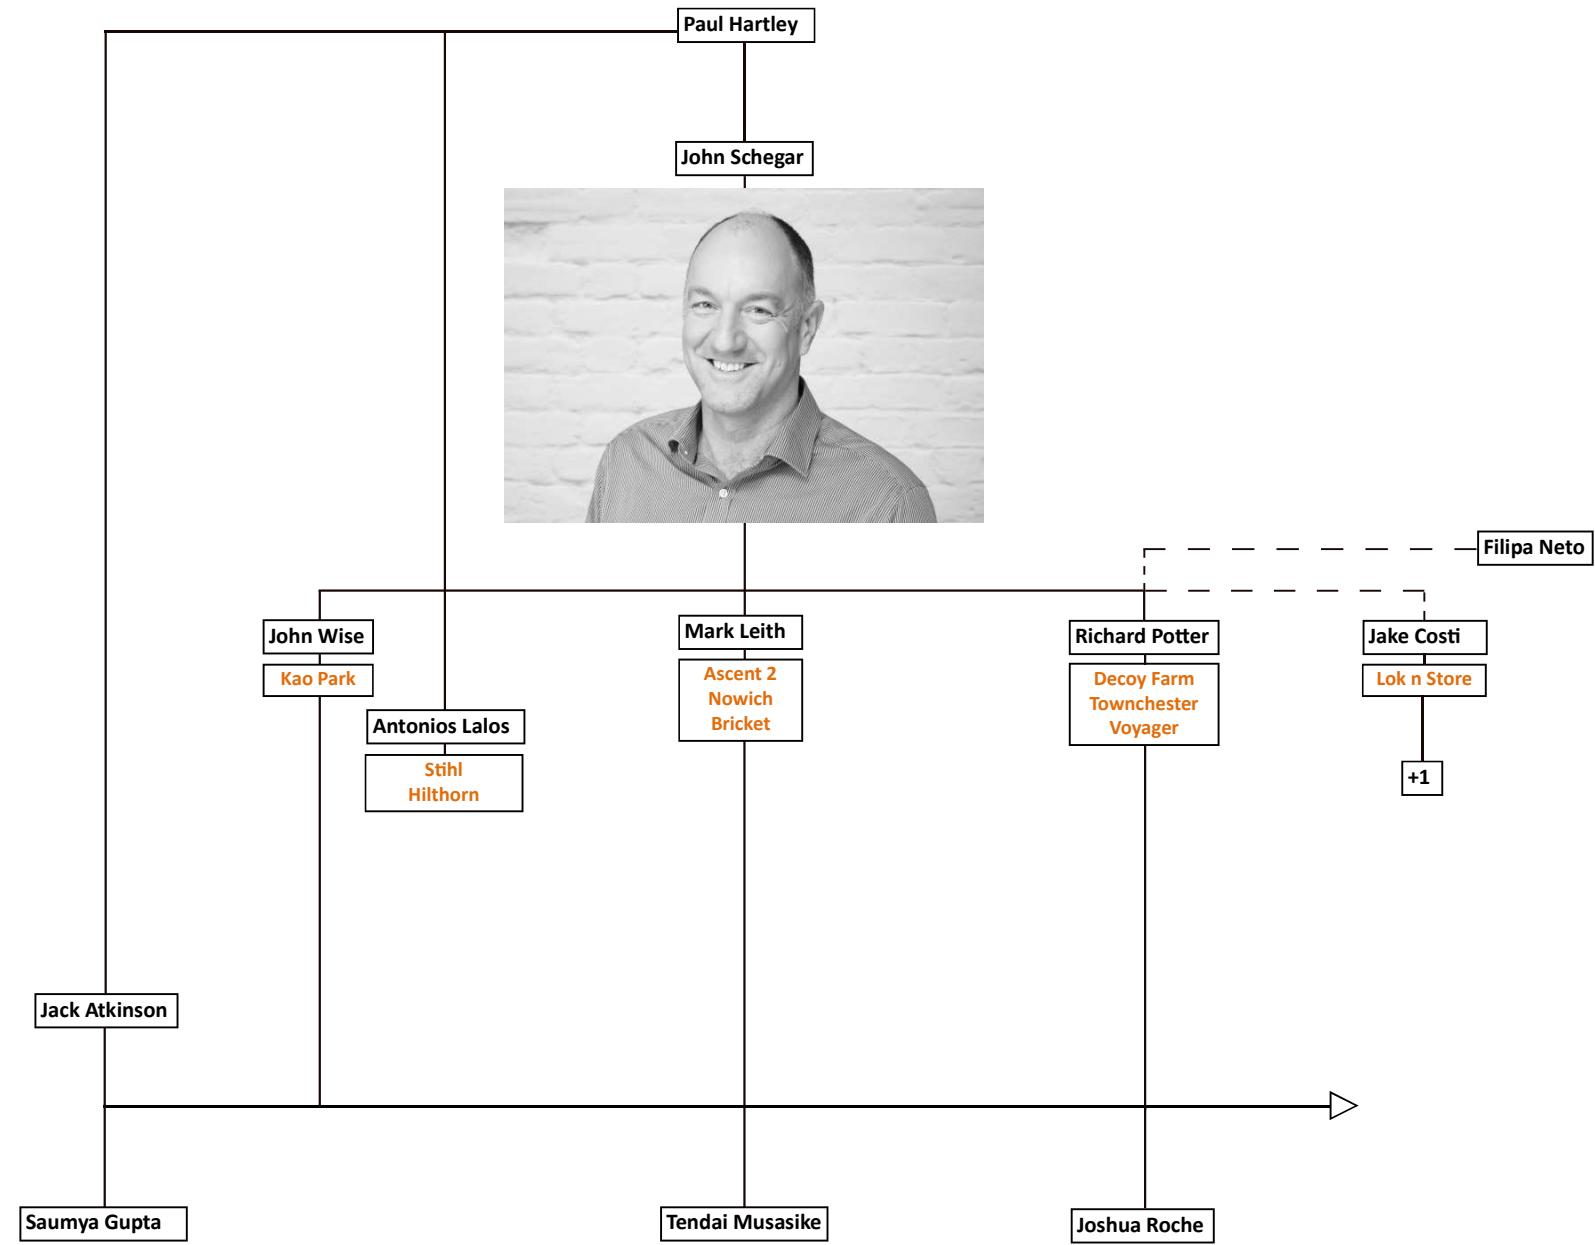 Paul Hartley
John Schegar
Filipa Neto
John Wise
Kao Park
Antonios Lalos
Stihl
Hilthorn
Mark Leith
Ascent 2
Nowich
Bricket
Richard Potter
Decoy Farm
Townchester
Voyager
Jake Costi
Lok n Store
+1
Jack Atkinson
Saumya Gupta
Tendai Musasike
Joshua Roche